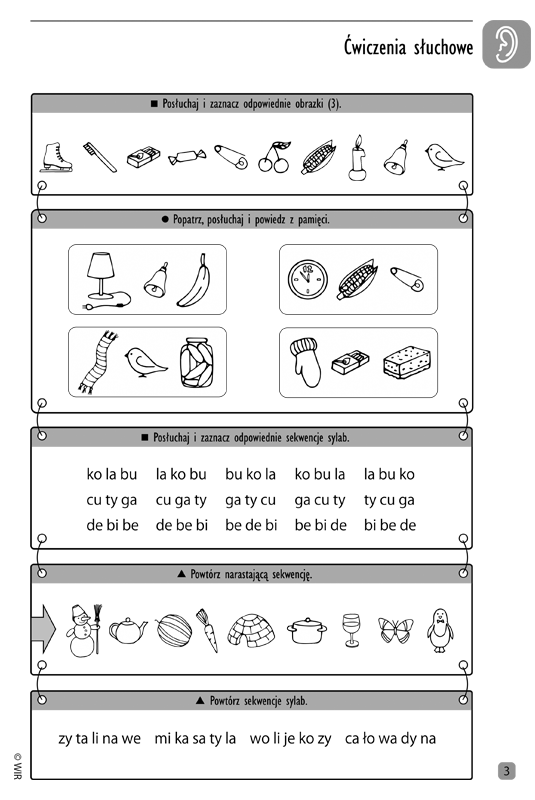 Ćwiczenia słuchowe
■ Posłuchaj i zaznacz odpowiednie obrazki (3).
● Popatrz, posłuchaj i powiedz z pamięci.
■ Posłuchaj i zaznacz odpowiednie sekwencje sylab.
ko la bu la ko bu bu ko la ko bu la la bu ko
cu ty ga cu ga ty ga ty cu ga cu ty ty cu ga
de bi be de be bi be de bi be bi de bi be de
▲ Powtórz narastającą sekwencję.
▲ Powtórz sekwencje sylab.
zy ta li na we mi ka sa ty la wo li je ko zy ca ło wa dy na
© WIR
3